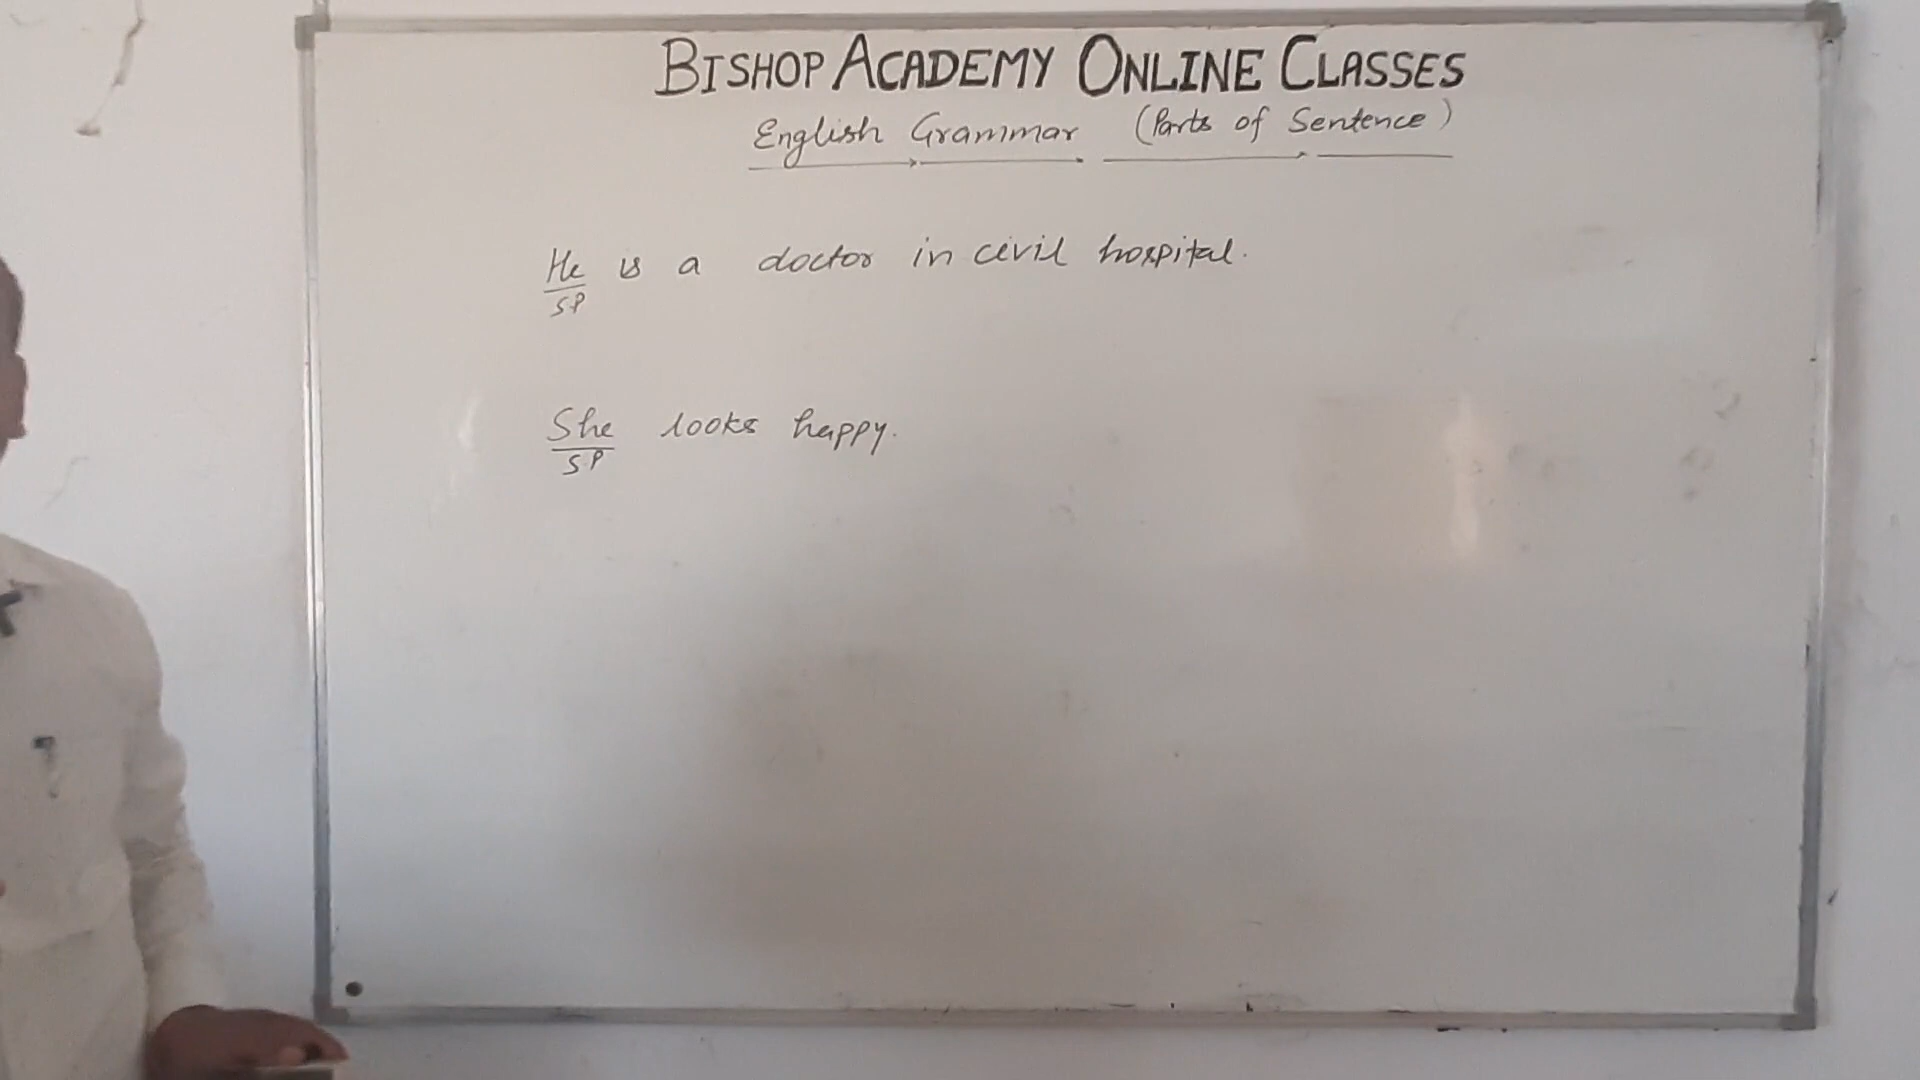 BISHOP ACADEMY ONLINE CLASSES
English Grammar (Parts of Sentence)
He is a doctor in civil hospital.
SP
She looks happy.
SP